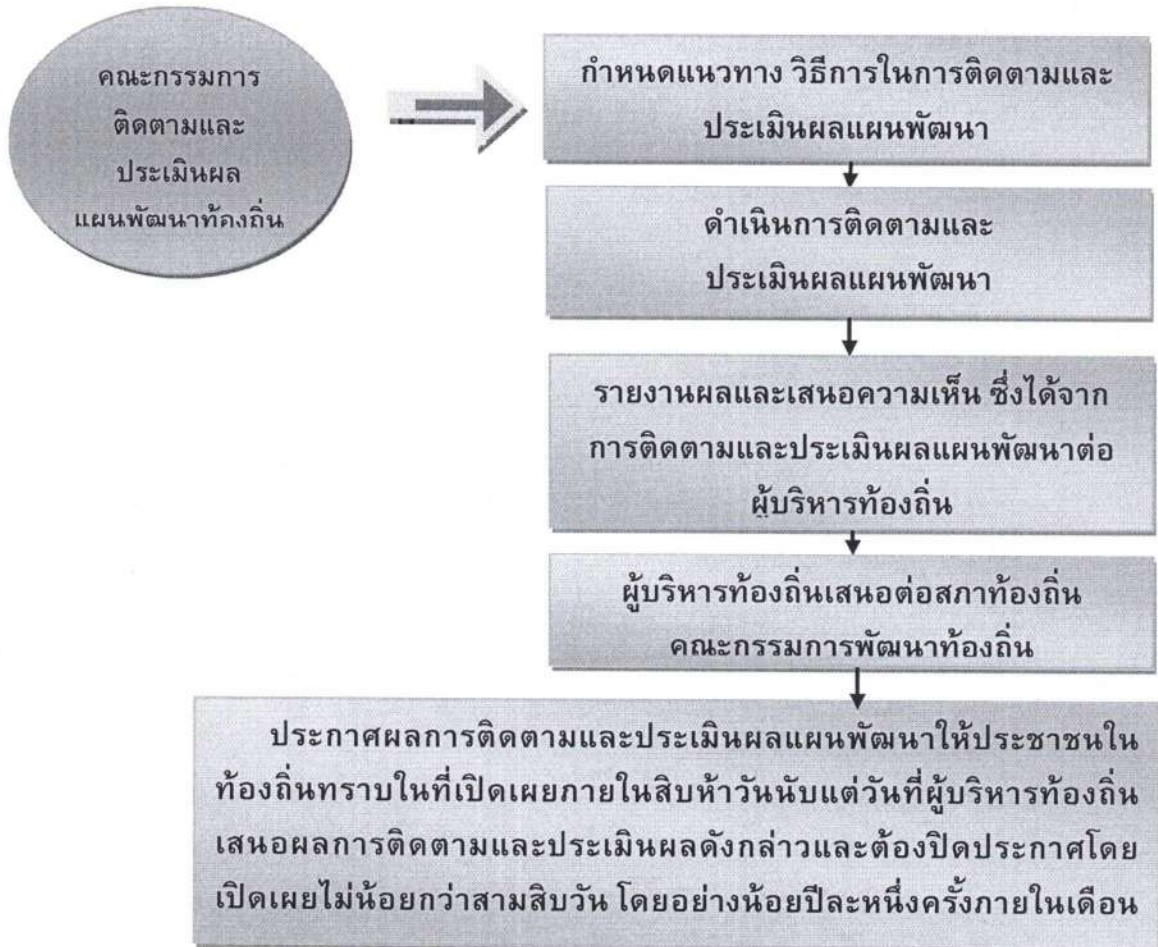 คณะกรรมการ
ติดตามและ
ประเมินผล
แผนพัฒนาท้องถิ่น
กำหนดแนวทาง วิธีการในการติดตามและ
ประเมินผลแผนพัฒนา
ดำเนินการติดตามและ
ประเมินผลแผนพัฒนา
รายงานผลและเสนอความเห็น ซึ่งได้จาก
การติดตามและประเมินผลแผนพัฒนาต่อ
ผู้บริหารท้องถิ่น
ผู้บริหารท้องถิ่นเสนอต่อสภาท้องถิ่น
คณะกรรมการพัฒนาท้องถิ่น
ประกาศผลการติดตามและประเมินผลแผนพัฒนาให้ประชาชนใน
ท้องถิ่นทราบในที่เปิดเผยภายในสิบห้าวันนับแต่วันที่ผู้บริหารท้องถิ่น
เสนอผลการติดตามและประเมินผลดังกล่าวและต้องปิดประกาศโดย
เปิดเผยไม่น้อยกว่าสามสิบวัน โดยอย่างน้อยปีละหนึ่งครั้งภายในเดือน